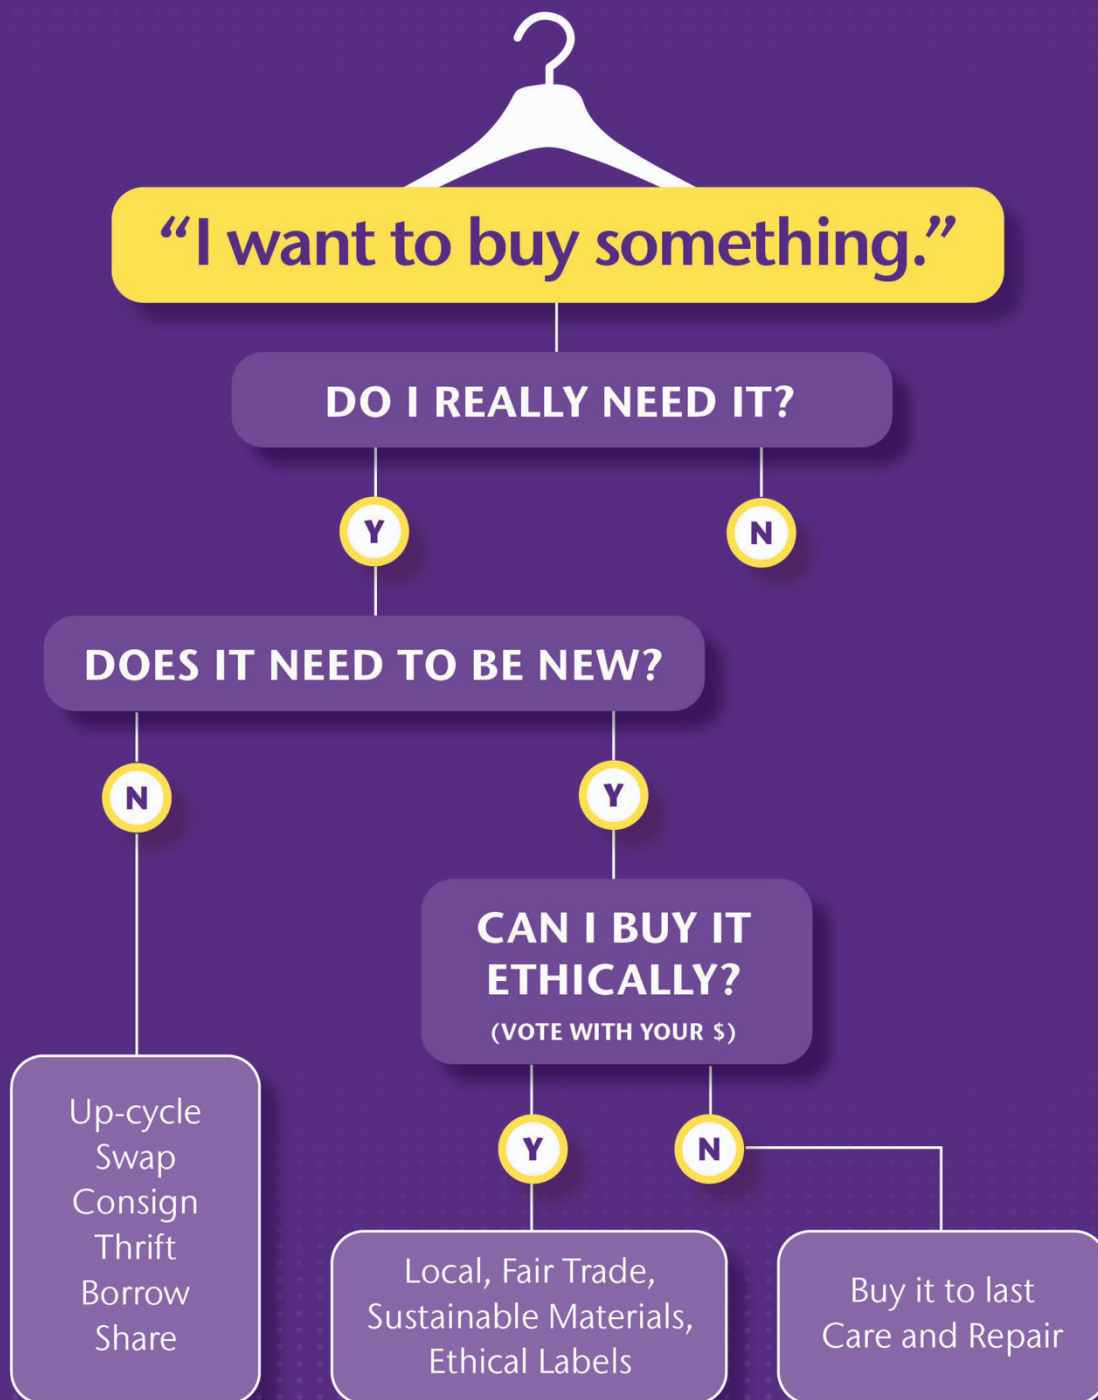 “I want to buy something.”
DO I REALLY NEED IT?
Y
N
DOES IT NEED TO BE NEW?
N
Y
CAN I BUY IT
ETHICALLY?
(VOTE WITH YOUR $)
Y
N
Up-cycle
Swap
Consign
Thrift
Borrow
Share
Local, Fair Trade,
Sustainable Materials,
Ethical Labels
Buy it to last
Care and Repair